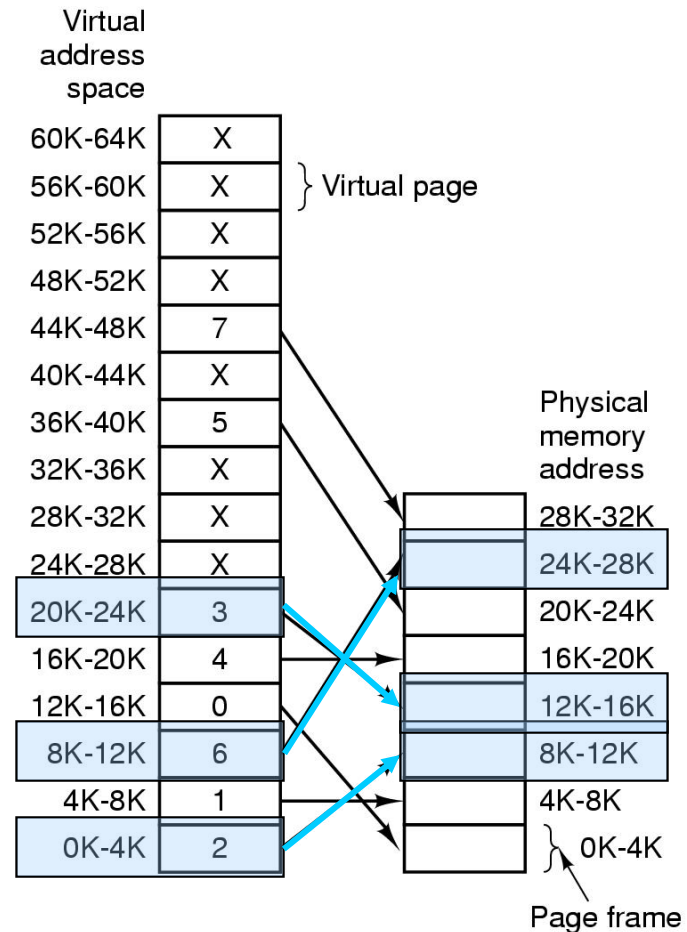 Virtual
address
space
60K-64K X
56K-60K X Virtual page
52K-56K X
48K-52K X
44K-48K 7
40K-44K X
36K-40K 5
32K-36K X
28K-32K X
24K-28K X
20K-24K 3
16K-20K 4
12K-16K 0
8K-12K 6
4K-8K 1
0K-4K 2
Physical
memory
address
28K-32K
24K-28K
20K-24K
16K-20K
12K-16K
8K-12K
4K-8K
0K-4K
Page frame